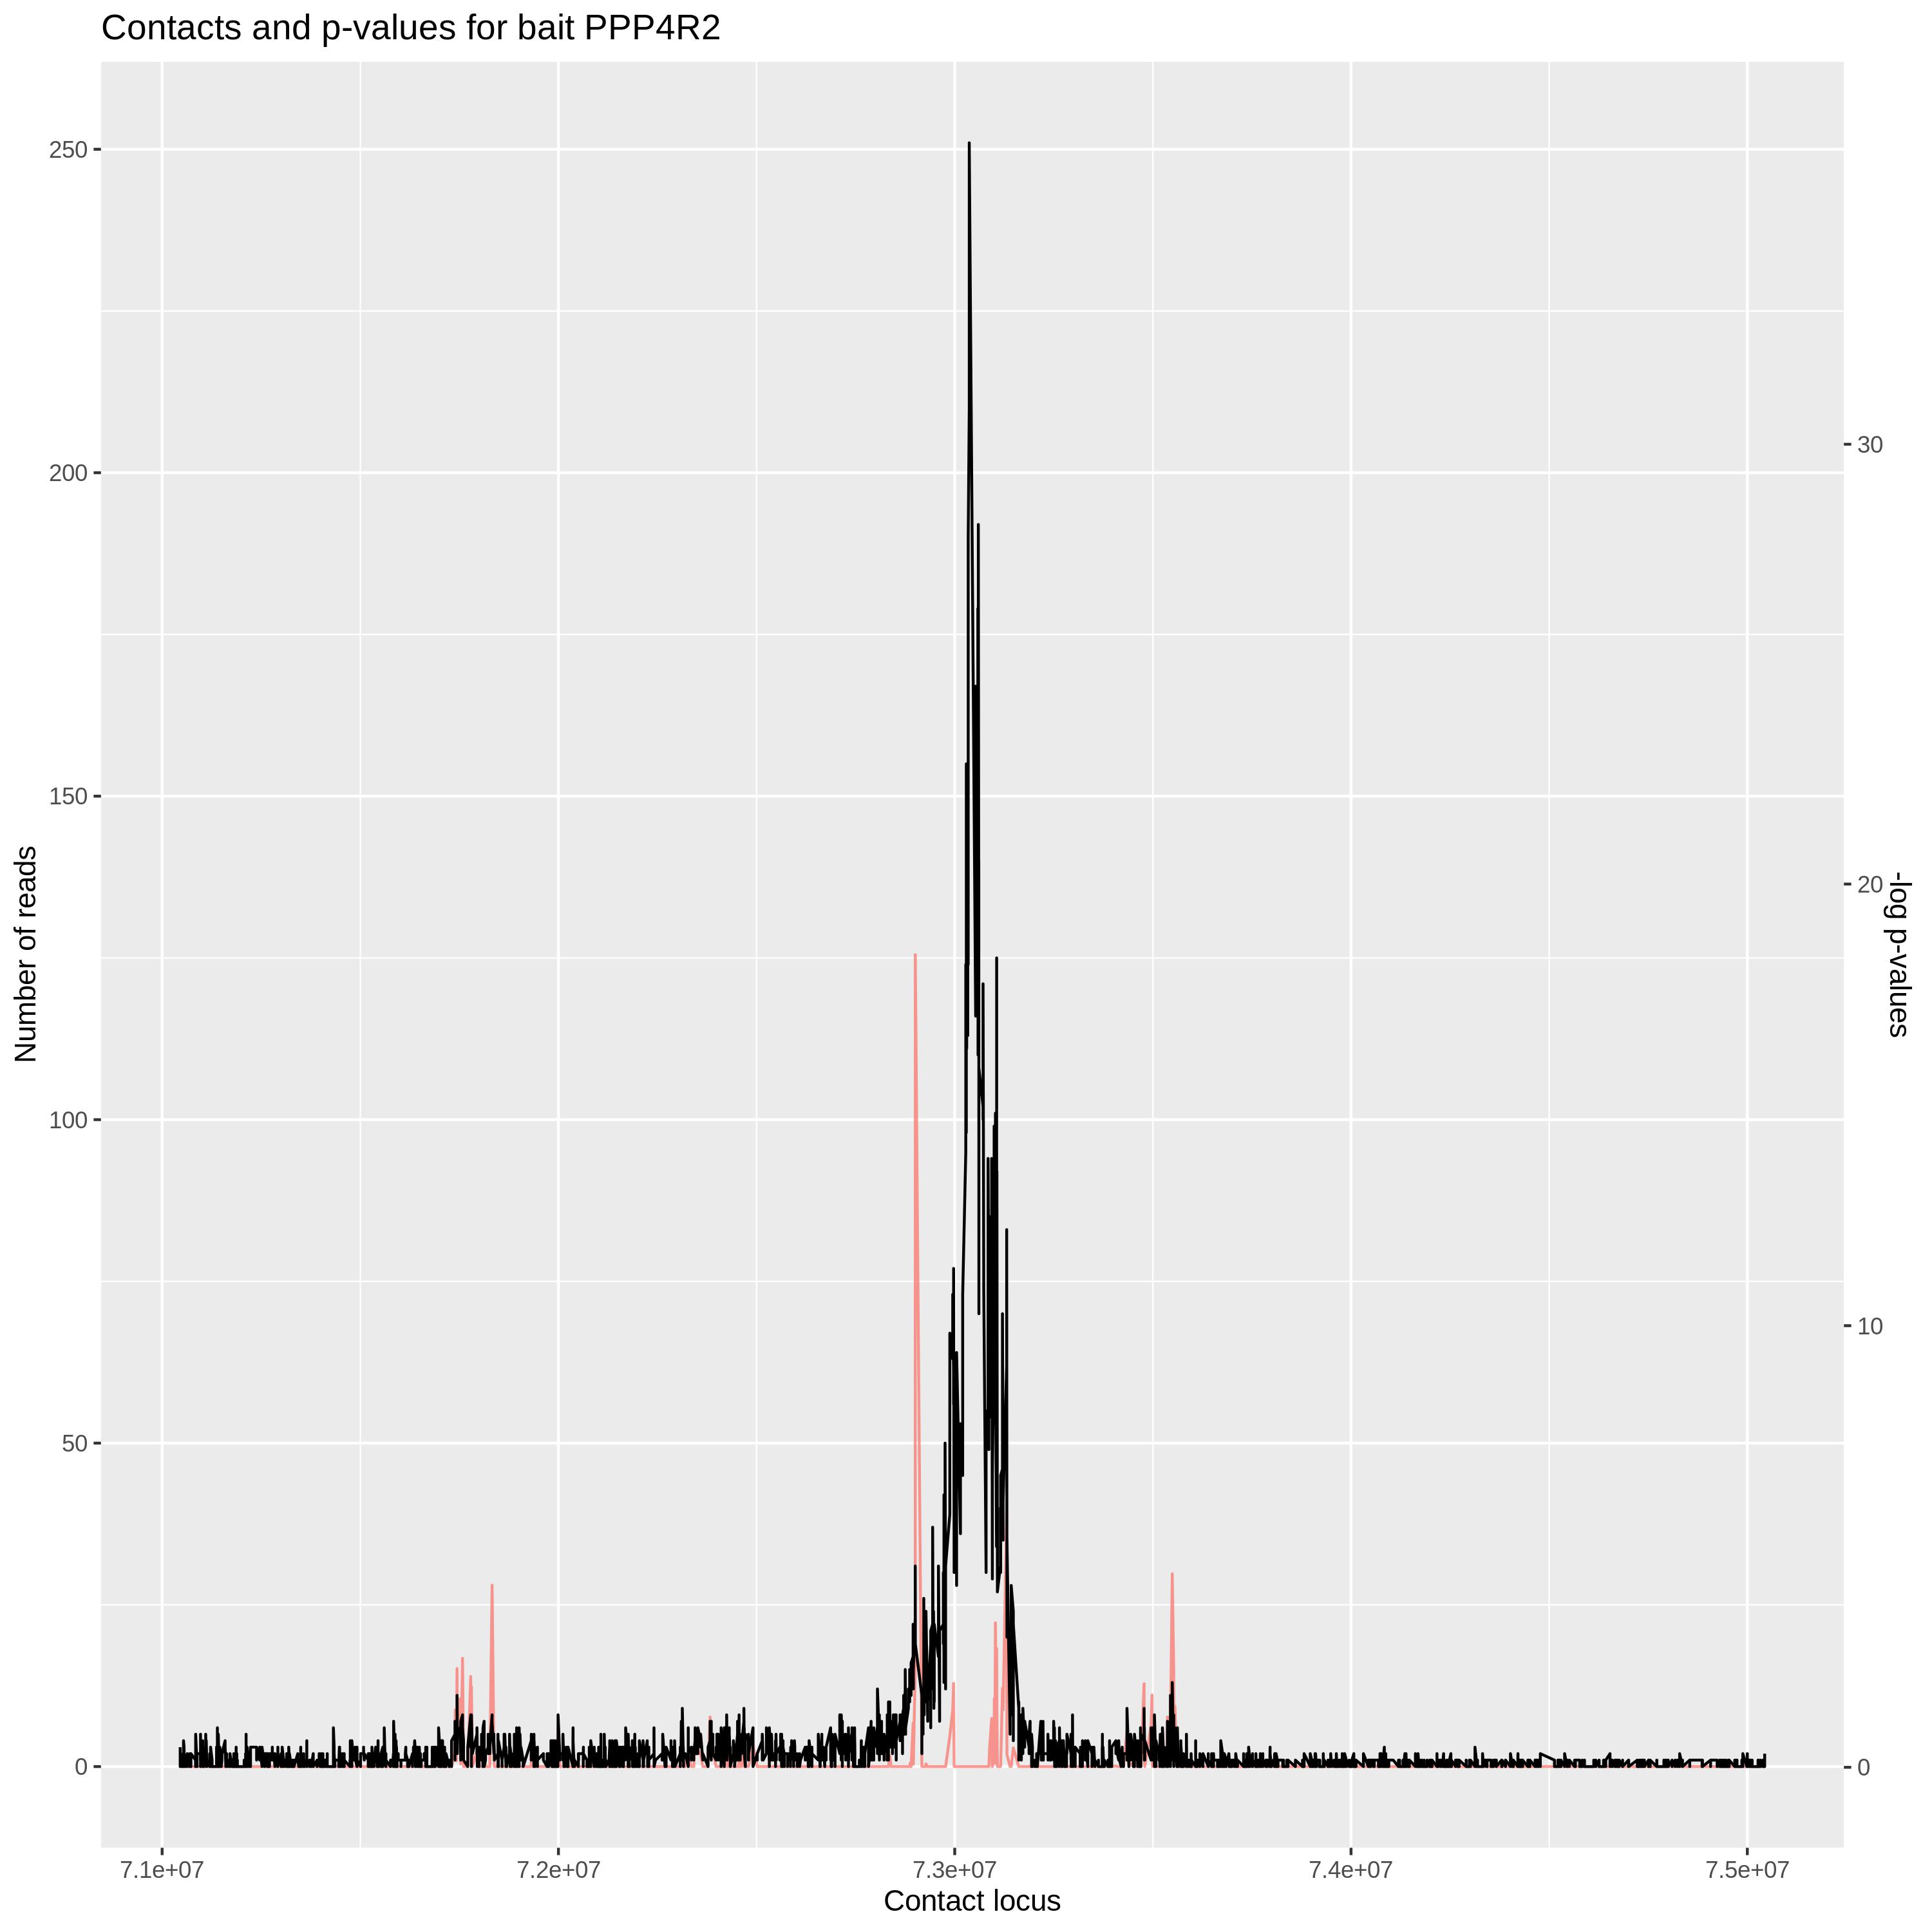 Contacts and p-values for bait PPP4R2
250
200
150
100
50
0
Number of reads
30
20
10
0
-log p-values
7.1e+07 7.2e+07 7.3e+07 7.4e+07 7.5e+07
Contact locus